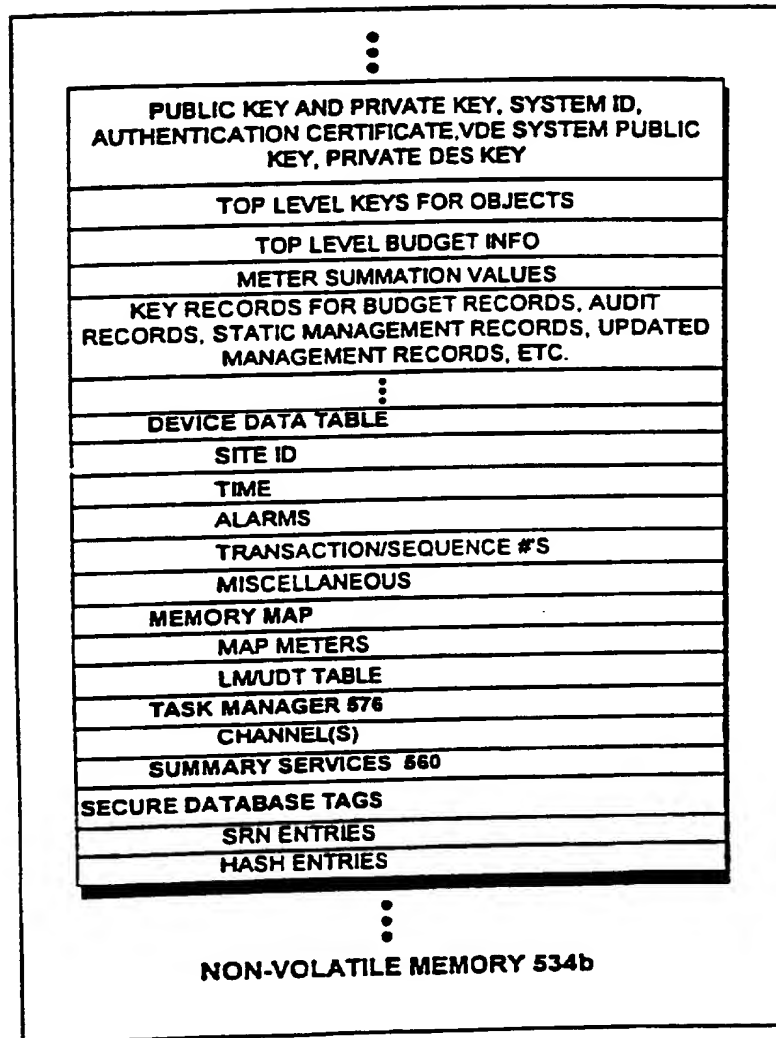 PUBLIC KEY AND PRIVATE KEY, SYSTEM ID,
AUTHENTICATION CERTIFICATE,VDE SYSTEM PUBLIC
KEY, PRIVATE DES KEY
TOP LEVEL KEYS FOR OBJECTS
TOP LEVEL BUDGET INFO
METER SUMMATION VALUES
KEY RECORDS FOR BUDGET RECORDS, AUDIT
RECORDS, STATIC MANAGEMENT RECORDS, UPDATED
MANAGEMENT RECORDS, ETC.
DEVICE DATA TABLE
SITE ID
TIME
ALARMS
TRANSACTION/SEQUENCE #'S
MISCELLANEOUS
MEMORY MAP
MAP METERS
LM/UDT TABLE
TASK MANAGER 576
CHANNEL(S)
SUMMARY SERVICES 560
SECURE DATABASE TAGS
SRN ENTRIES
HASH ENTRIES
NON-VOLATILE MEMORY 534b